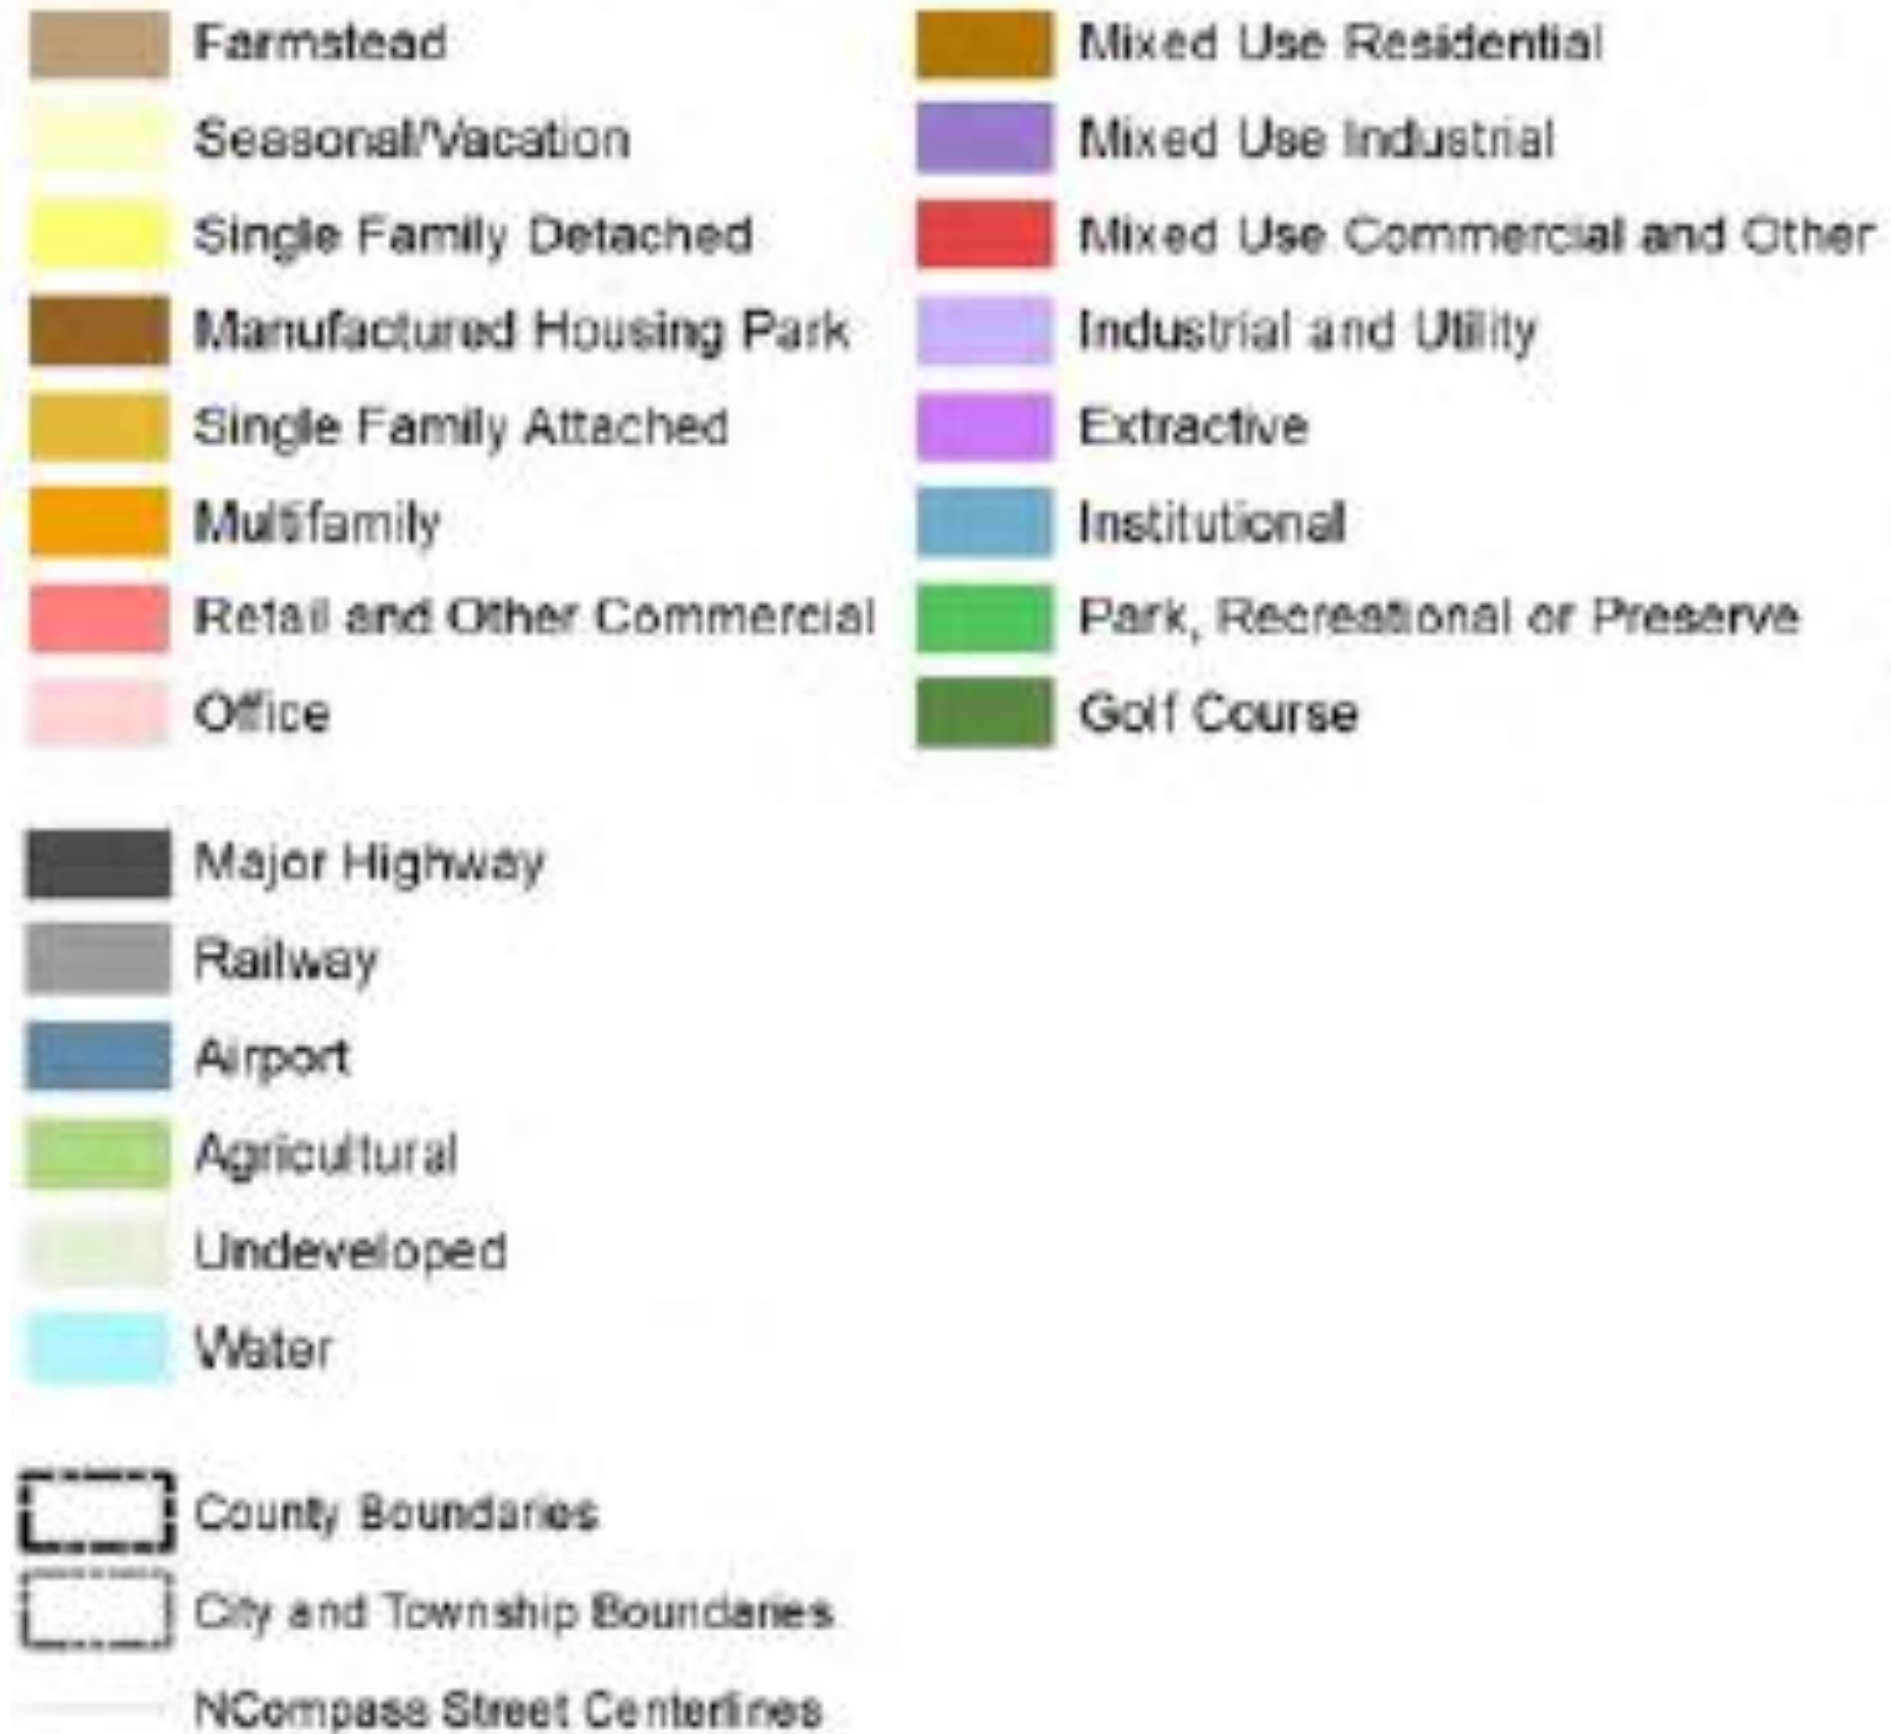 Farmstead
Seasonal/Vacation
Single Family Detached
Manufactured Housing Park
Single Family Attached
Multifamily
Retail and Other Commercial
Office
Mixed Use Residential
Mixed Use Industrial
Mixed Use Commercial and Other
Industrial and Utility
Extractive
Institutional
Park, Recreational or Preserve
Golf Course
Major Highway
Railway
Airport
Agricultural
Undeveloped
Water
County Boundaries
City and Township Boundaries
NCompass Street Centerlines